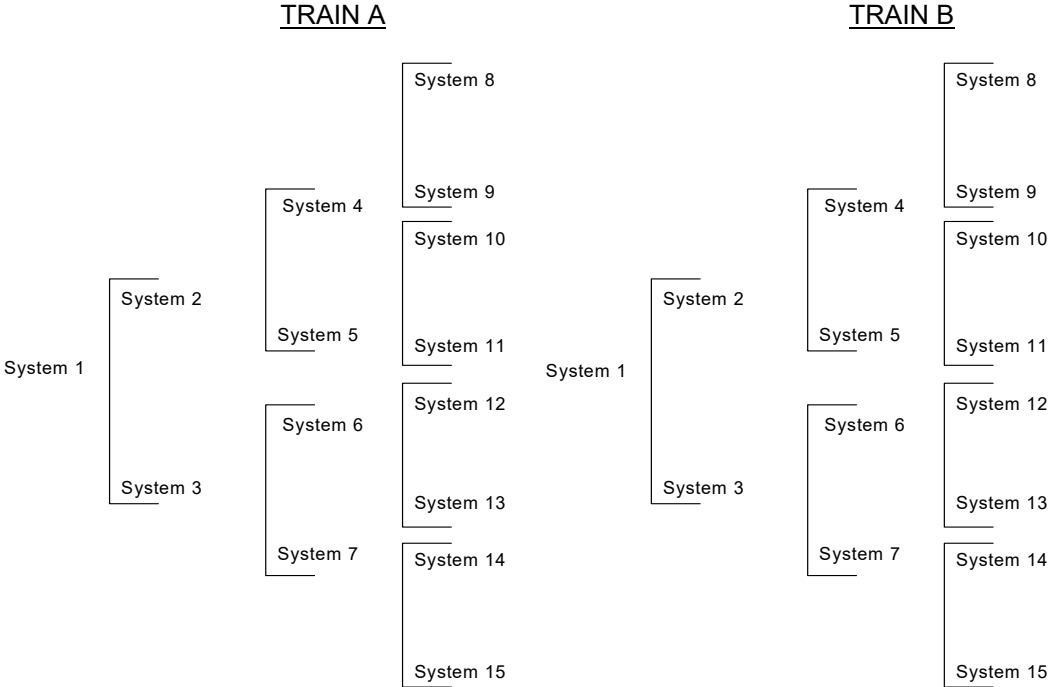 TRAIN A
System 1
System 2
System 3
System 4
System 5
System 6
System 7
System 8
System 9
System 10
System 11
System 12
System 13
System 14
System 15
TRAIN B
System 1
System 2
System 3
System 4
System 5
System 6
System 7
System 8
System 9
System 10
System 11
System 12
System 13
System 14
System 15